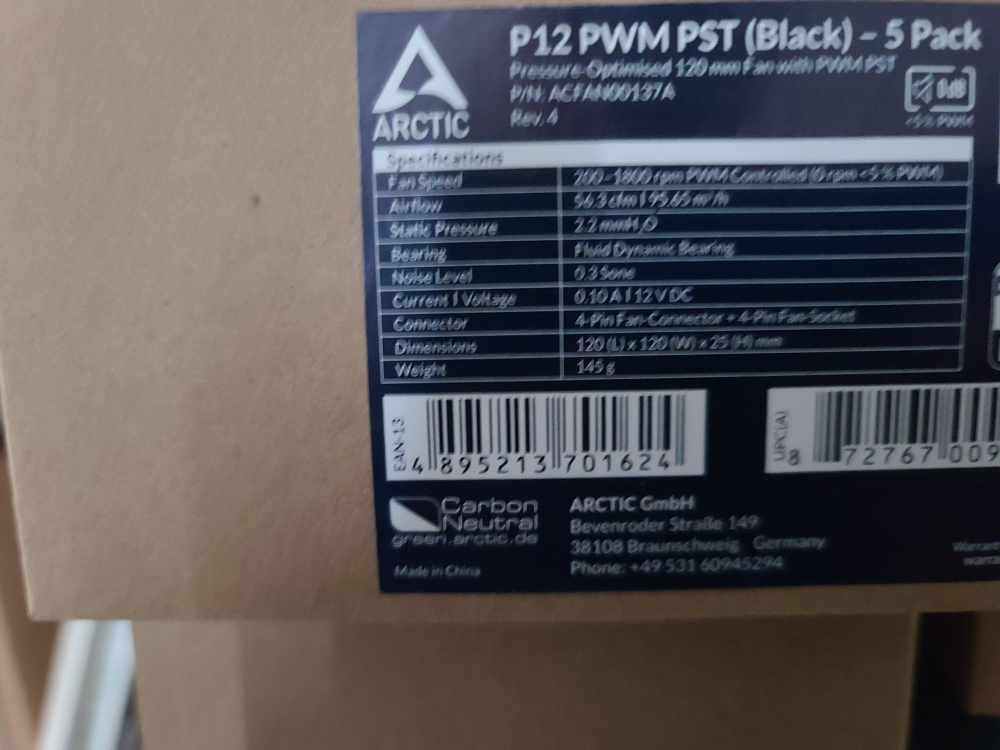 P12 PWM PST (Black) – 5 Pack
Pressure-Optimised 120 mm Fan with PWM PST
P/N: ACFAN00137A
Rev. 4
0dB
<5 % PWM
ARCTIC
Specifications
Fan Speed 200 - 1800 rpm PWM Controlled (0 rpm <5 % PWM)
Airflow 56.3 cfm | 95.65 m³/h
Static Pressure 2.2 mmH₂O
Bearing Fluid Dynamic Bearing
Noise Level 0.3 Sone
Current | Voltage 0.10 A | 12 V DC
Connector 4-Pin Fan-Connector + 4-Pin Fan-Socket
Dimensions 120 (L) x 120 (W) x 25 (H) mm
Weight 145 g
EAN-13
4 895213 701624
UPC(A)
8 72767 009
Carbon
Neutral
green.arctic.de
Made in China
ARCTIC GmbH
Bevenroder Straße 149
38108 Braunschweig Germany
Phone: +49 531 60945294